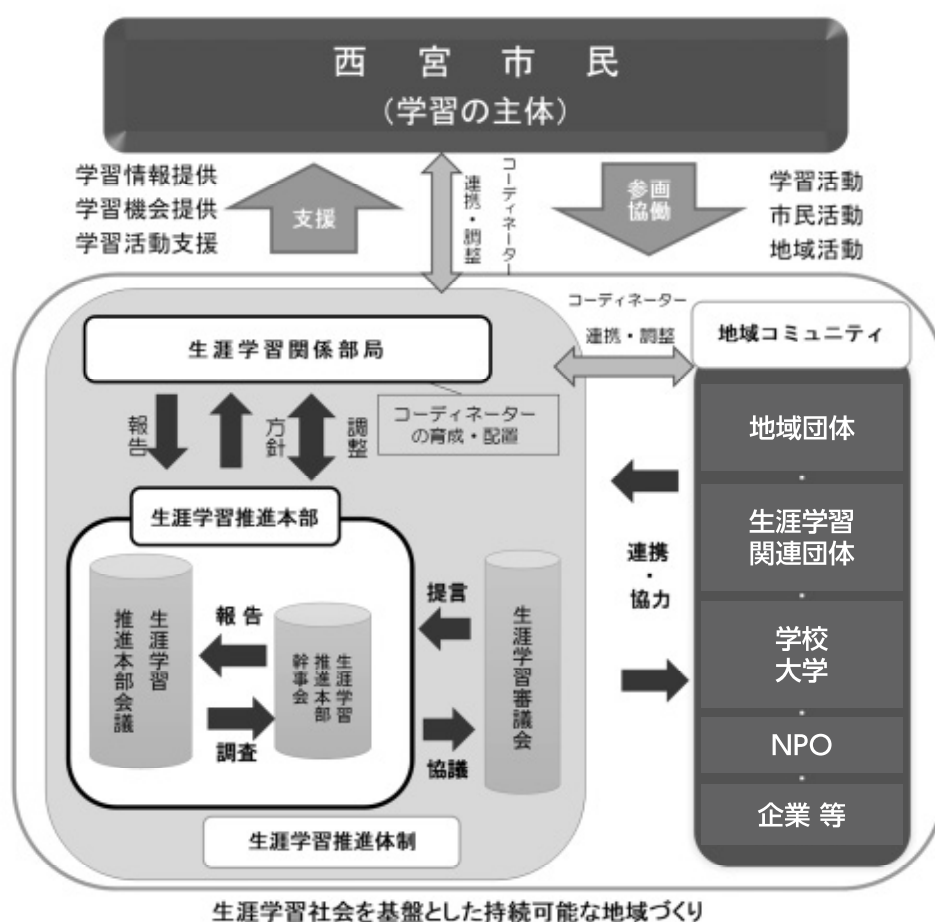 西宮市民
(学習の主体)
学習情報提供
学習機会提供
学習活動支援
支援
連携・調整
コーディネーター
参画
協働
学習活動
市民活動
地域活動
生涯学習関係部局
コーディネーター
連携・調整
地域コミュニティ
コーディネーター
の育成・配置
報告
方針
調整
生涯学習推進本部
生涯学習
推進本部会議
報告
調査
生涯学習
推進本部
幹事会
提言
協議
生涯学習審議会
連携
・
協力
地域団体
・
生涯学習
関連団体
・
学校
大学
・
NPO
・
企業 等
生涯学習推進体制
生涯学習社会を基盤とした持続可能な地域づくり